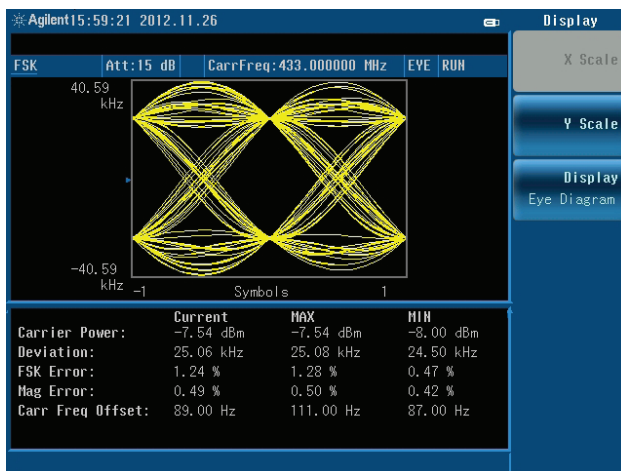 Agilent 15:59:21 2012.11.26
Display
FSK Att:15 dB CarrFreq:433.000000 MHz EYE RUN
X Scale
40.59
kHz
Y Scale
Display
Eye Diagram
-40.59
kHz
-1 Symbols 1
Current MAX MIN
Carrier Power: -7.54 dBm -7.54 dBm -8.00 dBm
Deviation: 25.06 kHz 25.08 kHz 24.50 kHz
FSK Error: 1.24 % 1.28 % 0.47 %
Mag Error: 0.49 % 0.50 % 0.42 %
Carr Freq Offset: 89.00 Hz 111.00 Hz 87.00 Hz